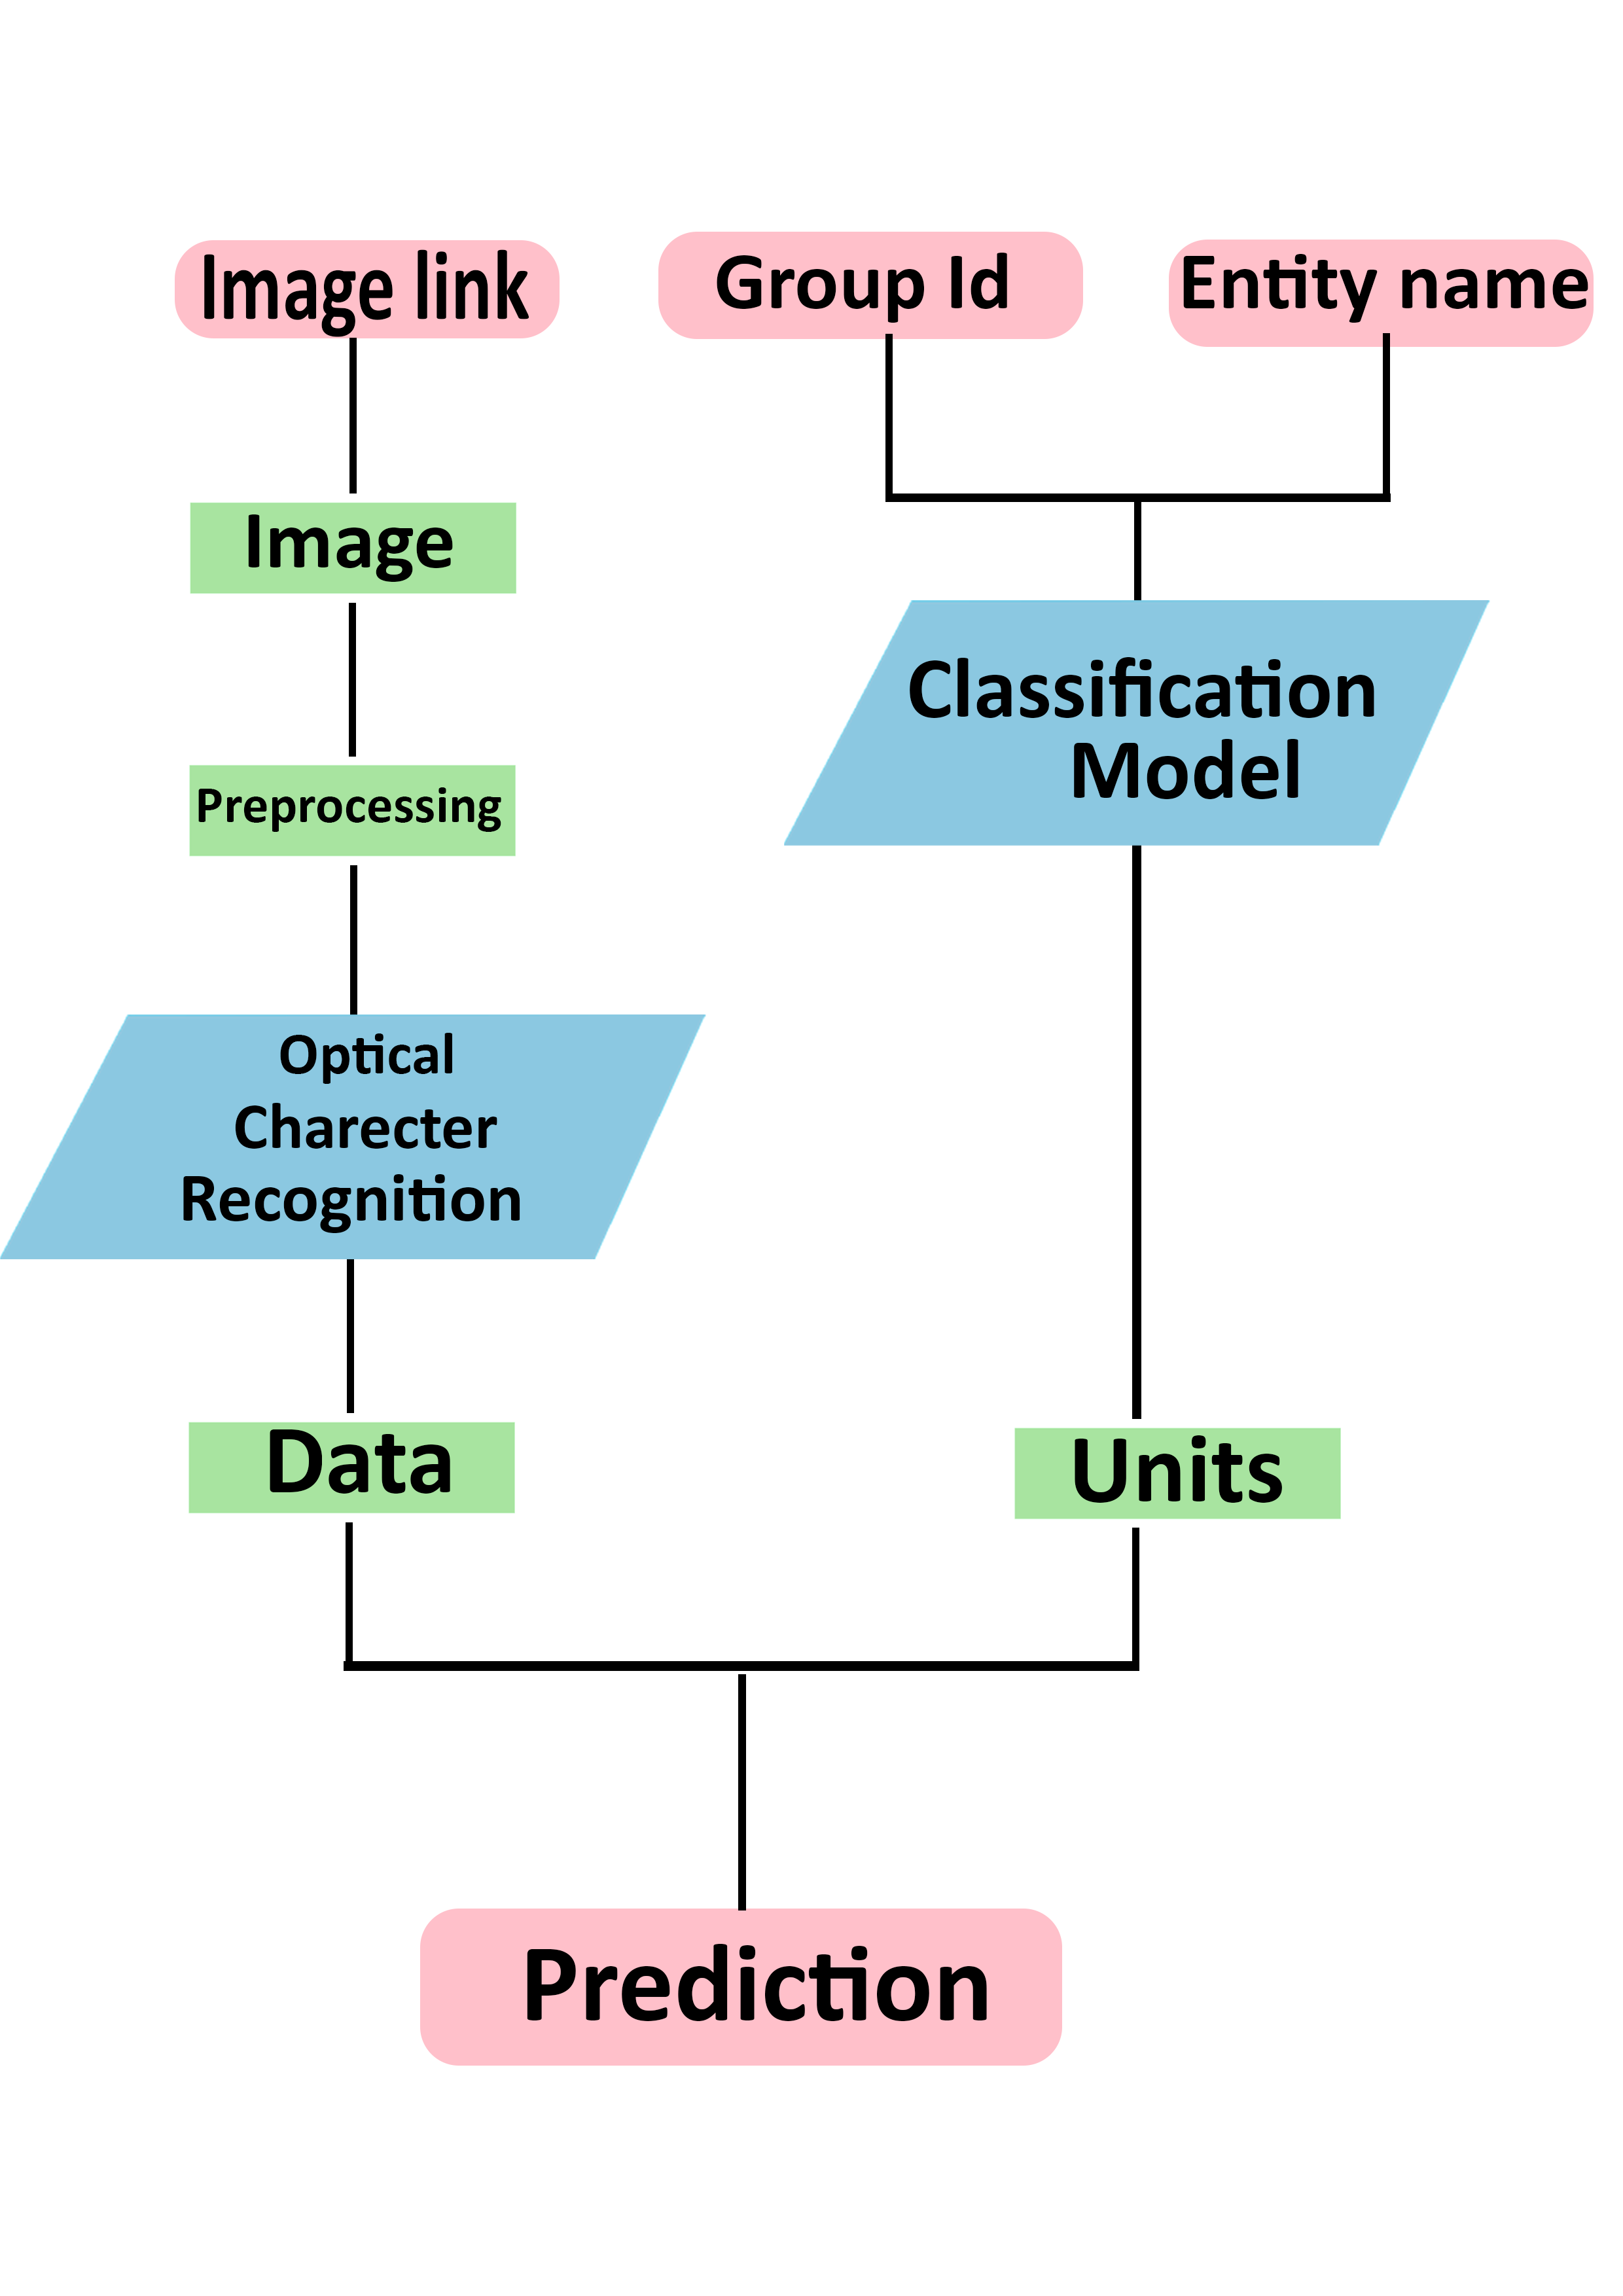 Image link
Group Id
Entity name
Image
Classification
Model
Preprocessing
Optical
Charecter
Recognition
Data
Units
Prediction